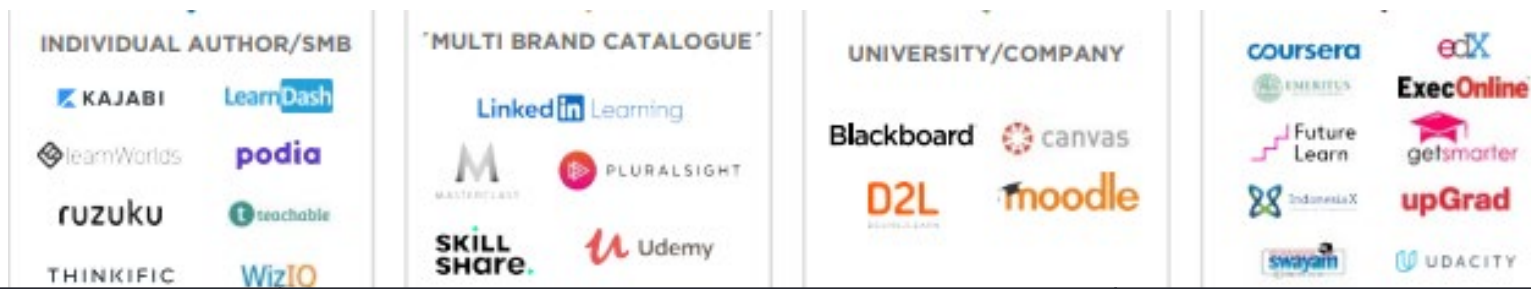 INDIVIDUAL AUTHOR/SMB
KAJABI
LearnDash
learnWorlds
podia
ruzuku
teachable
THINKIFIC
WizIQ
´MULTI BRAND CATALOGUE´
Linked in Learning
M
MASTERCLASS
PLURALSIGHT
SKILL
SHARE.
Udemy
UNIVERSITY/COMPANY
Blackboard
canvas
D2L
moodle
coursera
edX
EMERITUS
ExecOnline
Future
Learn
getsmarter
IndonesiaX
upGrad
swayam
UDACITY